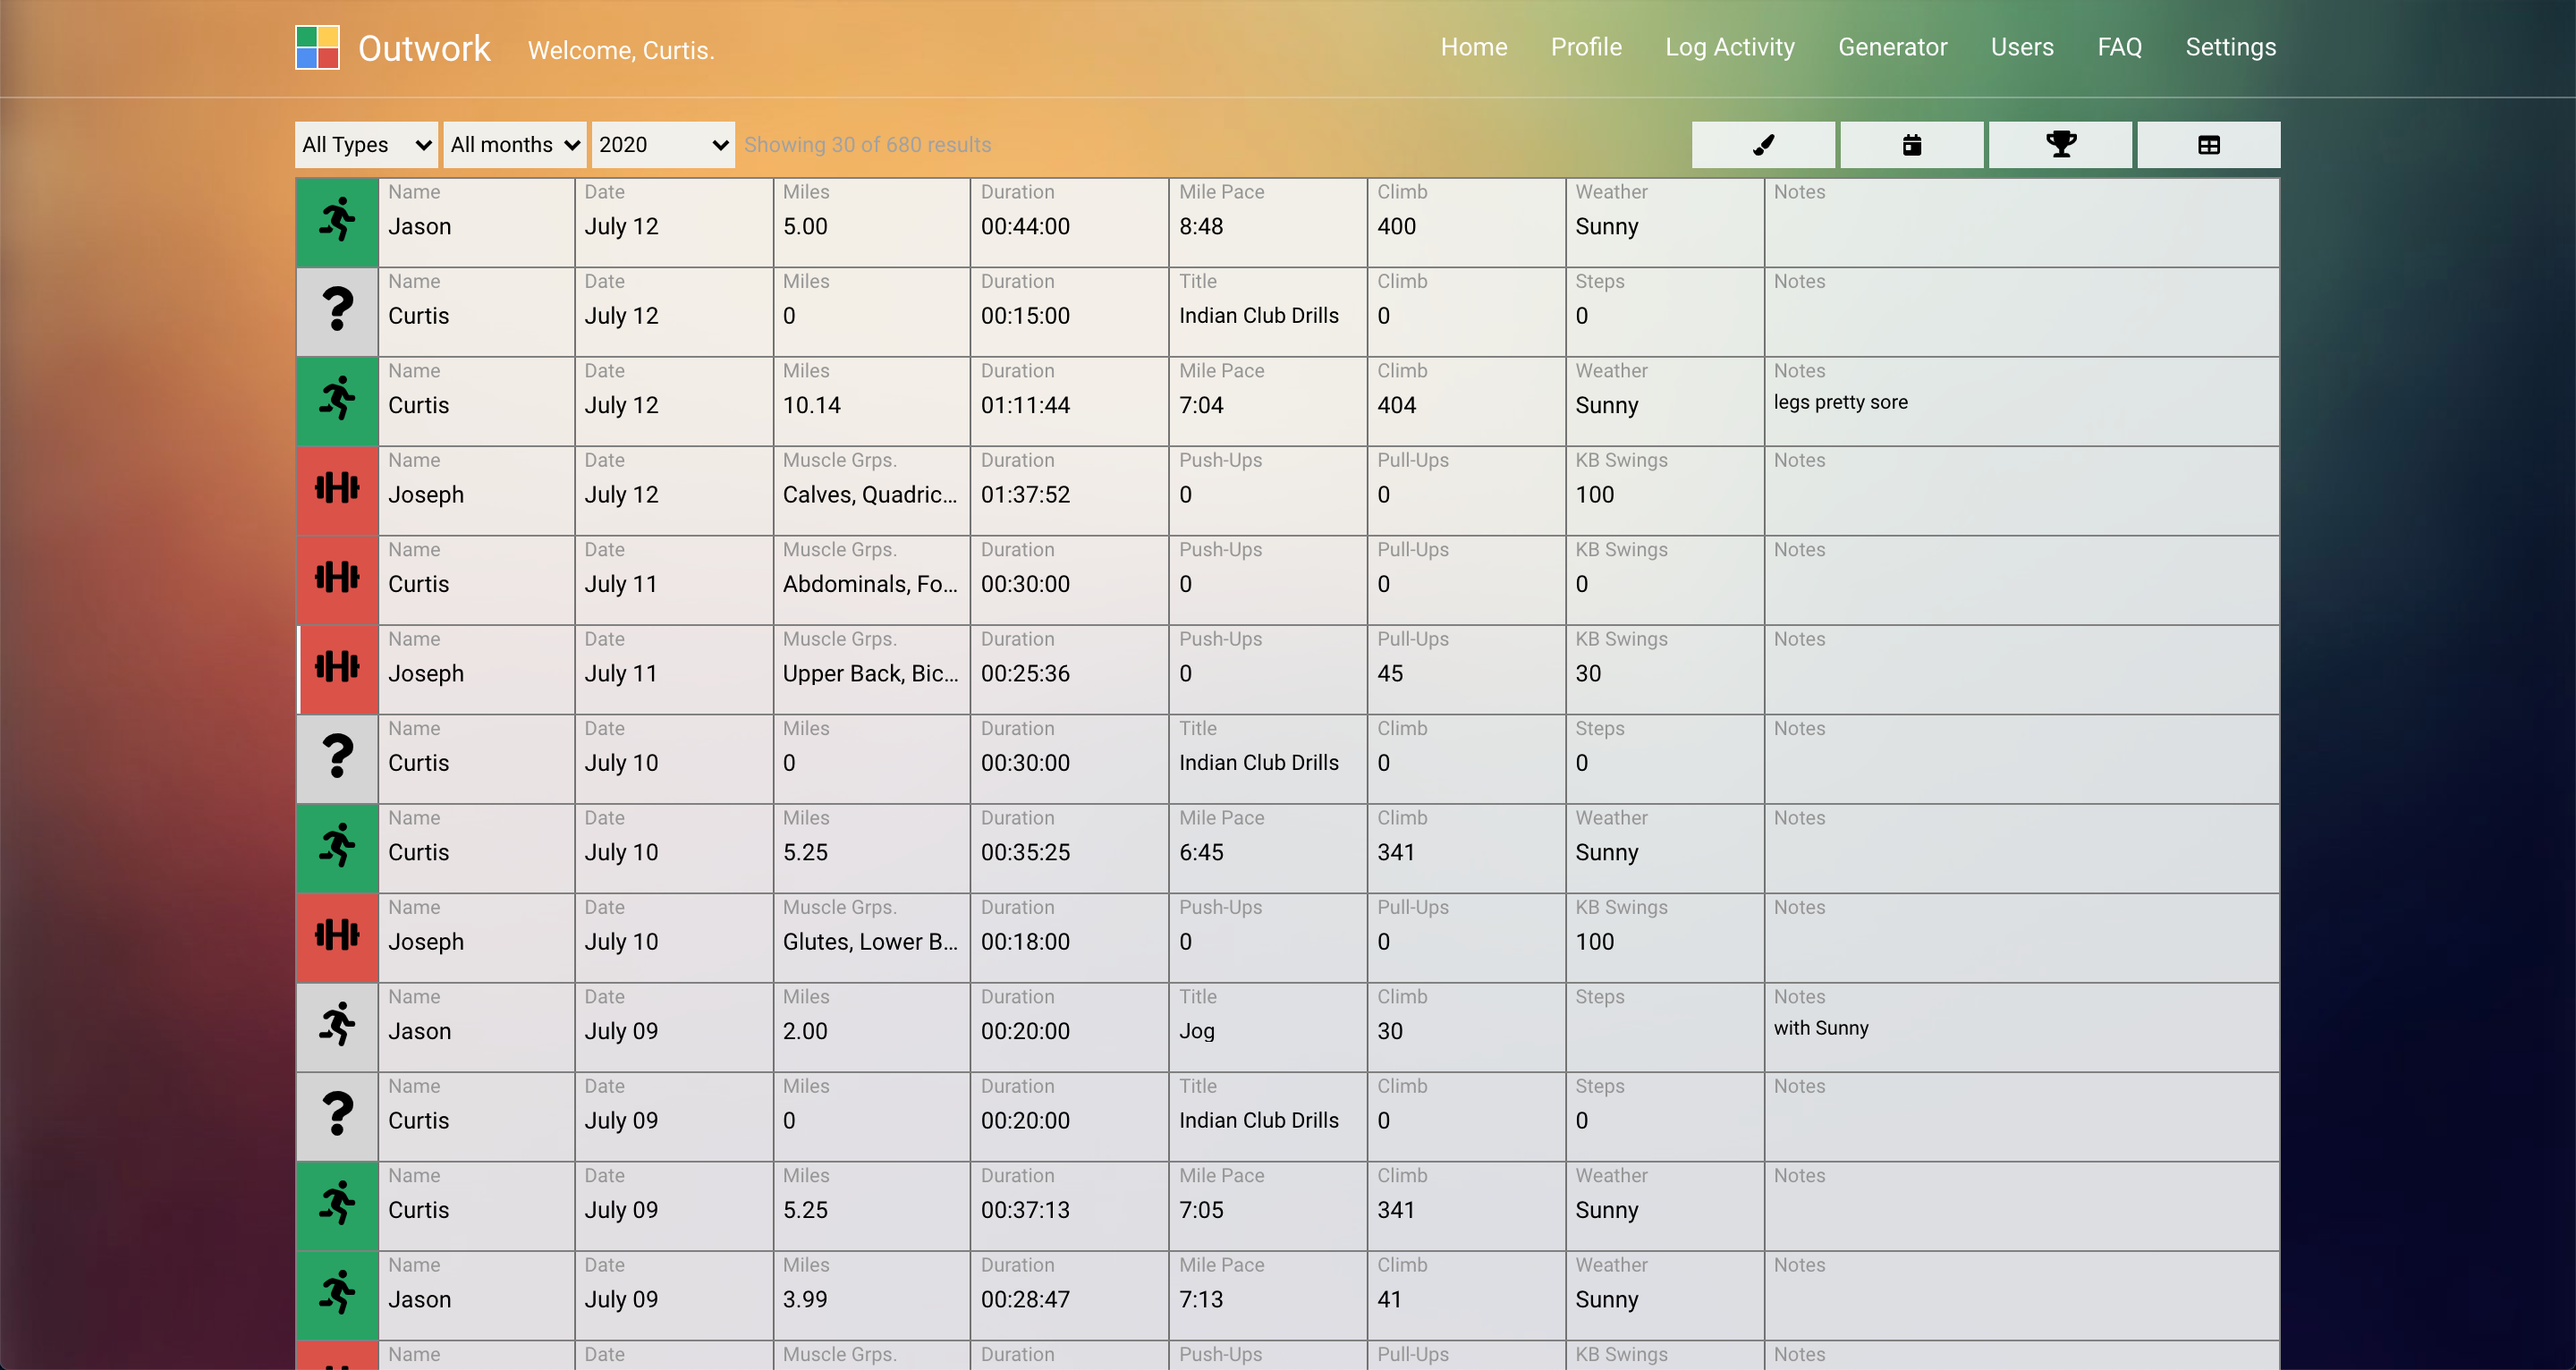 Outwork Welcome, Curtis. Home Profile Log Activity Generator Users FAQ Settings
All Types All months 2020 Showing 30 of 680 results
Name Date Miles Duration Mile Pace Climb Weather Notes
Jason July 12 5.00 00:44:00 8:48 400 Sunny
Name Date Miles Duration Title Climb Steps Notes
Curtis July 12 0 00:15:00 Indian Club Drills 0 0
Name Date Miles Duration Mile Pace Climb Weather Notes
Curtis July 12 10.14 01:11:44 7:04 404 Sunny legs pretty sore
Name Date Muscle Grps. Duration Push-Ups Pull-Ups KB Swings Notes
Joseph July 12 Calves, Quadric... 01:37:52 0 0 100
Name Date Muscle Grps. Duration Push-Ups Pull-Ups KB Swings Notes
Curtis July 11 Abdominals, Fo... 00:30:00 0 0 0
Name Date Muscle Grps. Duration Push-Ups Pull-Ups KB Swings Notes
Joseph July 11 Upper Back, Bic... 00:25:36 0 45 30
Name Date Miles Duration Title Climb Steps Notes
Curtis July 10 0 00:30:00 Indian Club Drills 0 0
Name Date Miles Duration Mile Pace Climb Weather Notes
Curtis July 10 5.25 00:35:25 6:45 341 Sunny
Name Date Muscle Grps. Duration Push-Ups Pull-Ups KB Swings Notes
Joseph July 10 Glutes, Lower B... 00:18:00 0 0 100
Name Date Miles Duration Title Climb Steps Notes
Jason July 09 2.00 00:20:00 Jog 30 with Sunny
Name Date Miles Duration Title Climb Steps Notes
Curtis July 09 0 00:20:00 Indian Club Drills 0 0
Name Date Miles Duration Mile Pace Climb Weather Notes
Curtis July 09 5.25 00:37:13 7:05 341 Sunny
Name Date Miles Duration Mile Pace Climb Weather Notes
Jason July 09 3.99 00:28:47 7:13 41 Sunny
Name Date Muscle Grps. Duration Push-Ups Pull-Ups KB Swings Notes